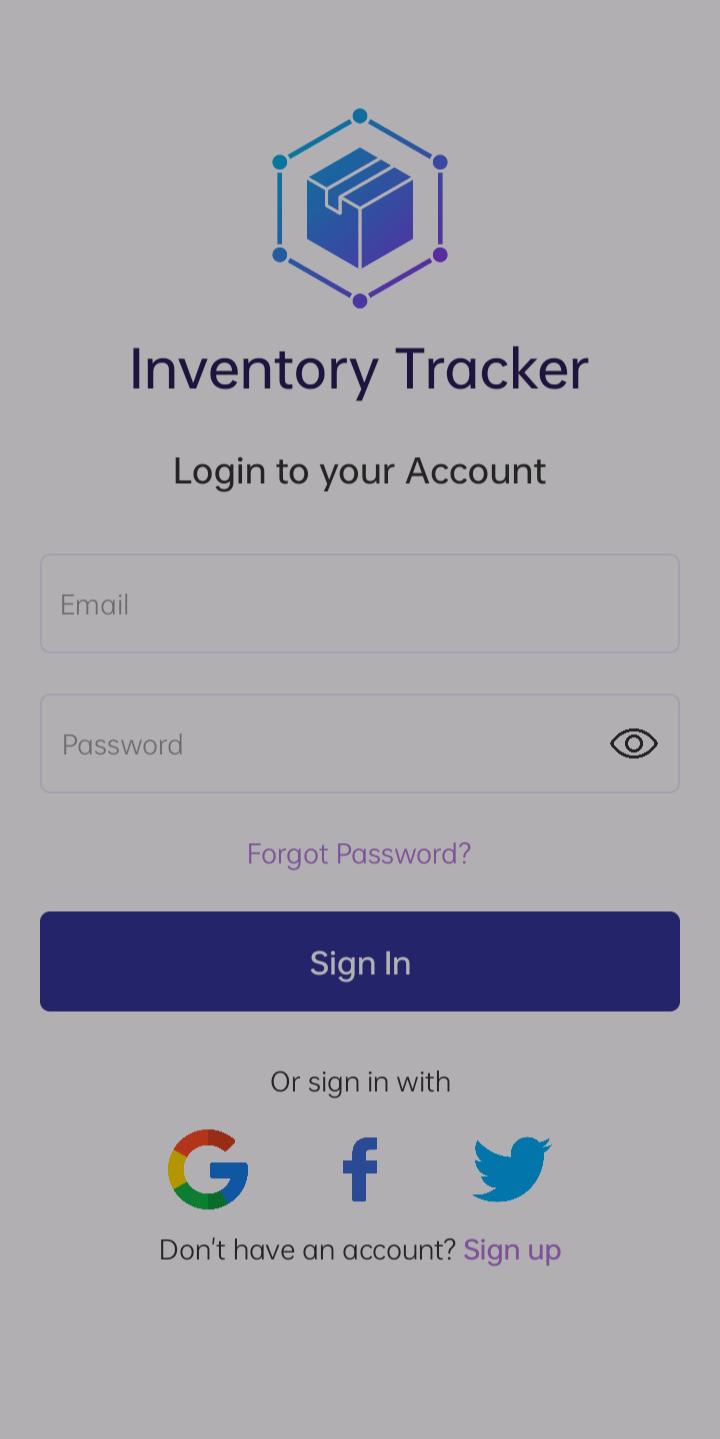 Inventory Tracker
Login to your Account
Email
Password
Forgot Password?
Sign In
Or sign in with
Don't have an account? Sign up